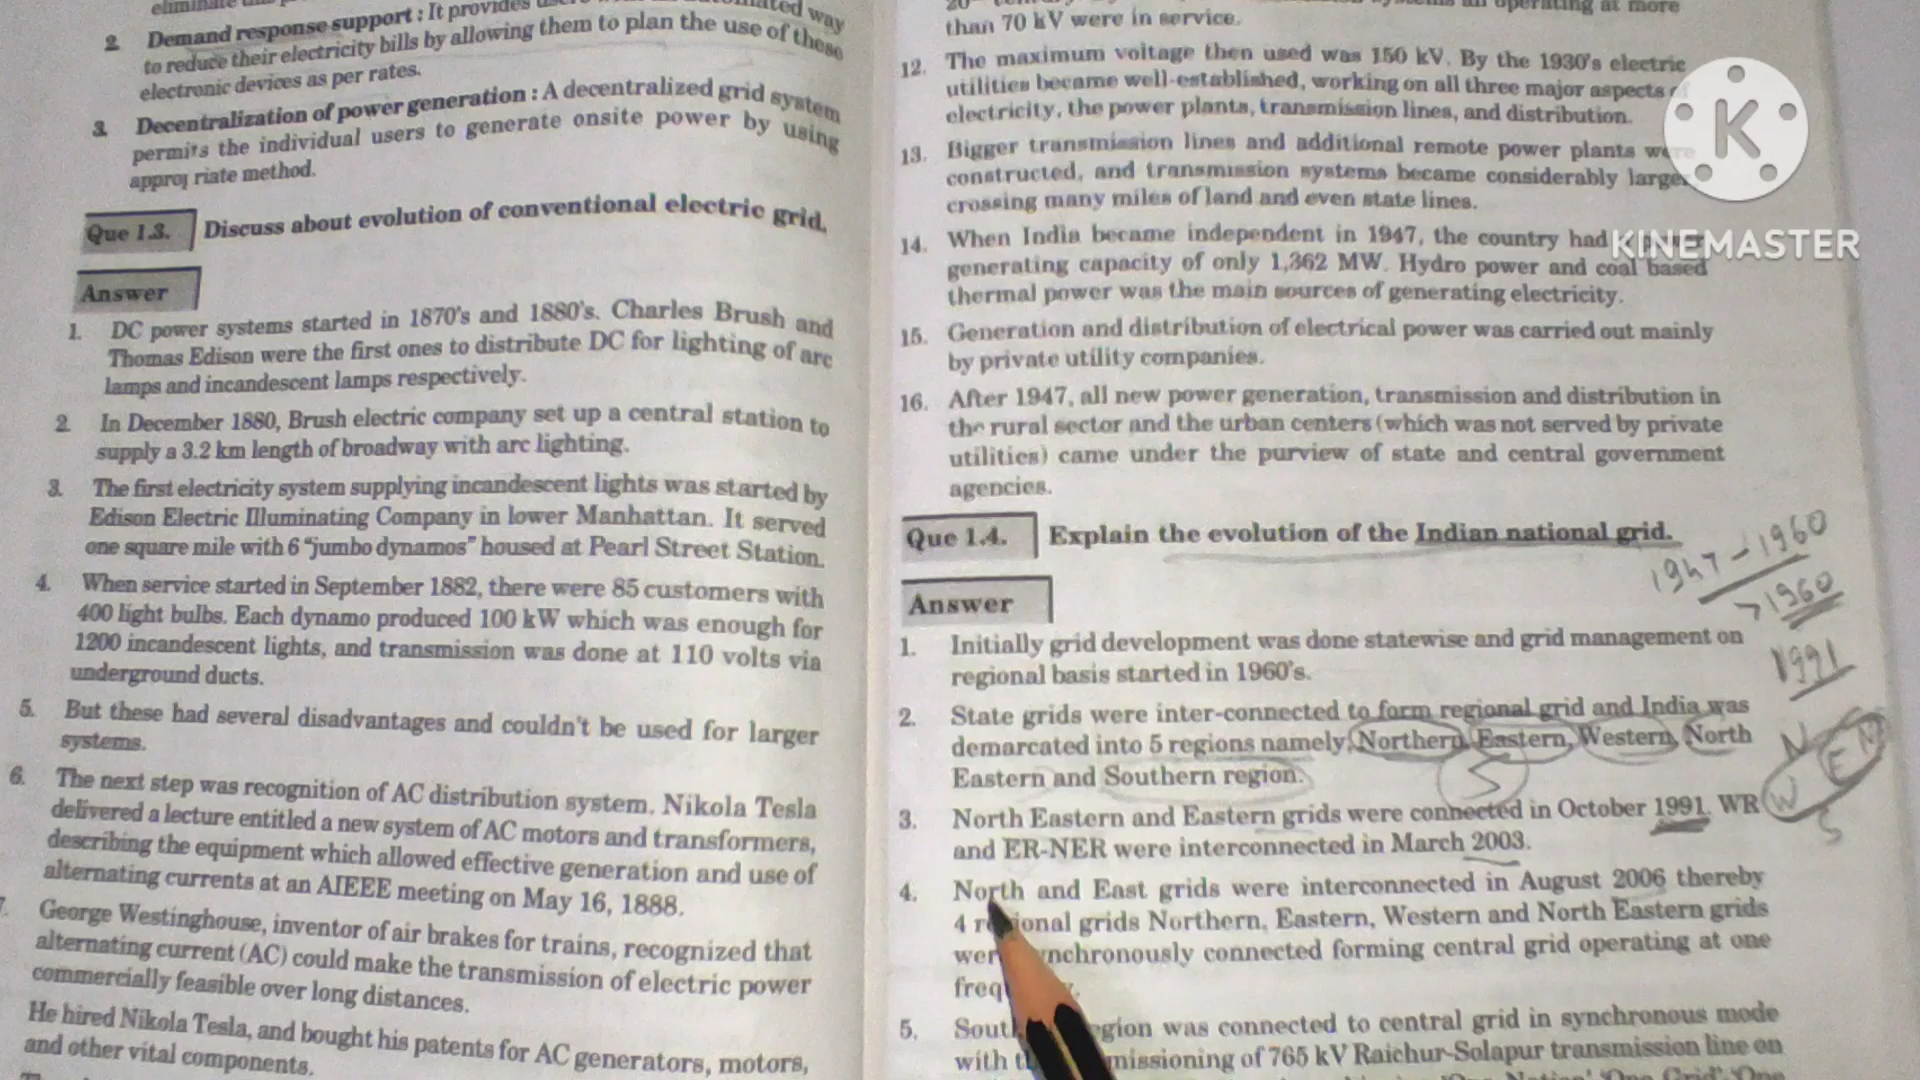 2. Demand response support : It provides
to reduce their electricity bills by allowing them to plan the use of these
electronic devices as per rates.
3. Decentralization of power generation : A decentralized grid system
permits the individual users to generate onsite power by using
appropriate method.
Que 1.3. Discuss about evolution of conventional electric grid.
Answer
1. DC power systems started in 1870's and 1880's. Charles Brush and
Thomas Edison were the first ones to distribute DC for lighting of arc
lamps and incandescent lamps respectively.
2. In December 1880, Brush electric company set up a central station to
supply a 3.2 km length of broadway with arc lighting.
3. The first electricity system supplying incandescent lights was started by
Edison Electric Illuminating Company in lower Manhattan. It served
one square mile with 6 "jumbo dynamos" housed at Pearl Street Station.
4. When service started in September 1882, there were 85 customers with
400 light bulbs. Each dynamo produced 100 kW which was enough for
1200 incandescent lights, and transmission was done at 110 volts via
underground ducts.
5. But these had several disadvantages and couldn't be used for larger
systems.
6. The next step was recognition of AC distribution system. Nikola Tesla
delivered a lecture entitled a new system of AC motors and transformers,
describing the equipment which allowed effective generation and use of
alternating currents at an AIEEE meeting on May 16, 1888.
7. George Westinghouse, inventor of air brakes for trains, recognized that
alternating current (AC) could make the transmission of electric power
commercially feasible over long distances.
He hired Nikola Tesla, and bought his patents for AC generators, motors,
and other vital components.
operating at more
than 70 kV were in service.
12. The maximum voltage then used was 150 kV. By the 1930's electric
utilities became well-established, working on all three major aspects
electricity, the power plants, transmission lines, and distribution.
13. Bigger transmission lines and additional remote power plants were
constructed, and transmission systems became considerably larger
crossing many miles of land and even state lines.
14. When India became independent in 1947, the country had
generating capacity of only 1,362 MW. Hydro power and coal based
thermal power was the main sources of generating electricity.
15. Generation and distribution of electrical power was carried out mainly
by private utility companies.
16. After 1947, all new power generation, transmission and distribution in
the rural sector and the urban centers (which was not served by private
utilities) came under the purview of state and central government
agencies.
Que 1.4. Explain the evolution of the Indian national grid.
1947 - 1960
>1960
Answer
1. Initially grid development was done statewise and grid management on
regional basis started in 1960's.
1991
2. State grids were inter-connected to form regional grid and India was
demarcated into 5 regions namely, Northern, Eastern, Western, North
Eastern and Southern region.
S
N
EN
W
S
3. North Eastern and Eastern grids were connected in October 1991. WR
and ER-NER were interconnected in March 2003.
4. North and East grids were interconnected in August 2006 thereby
4 regional grids Northern, Eastern, Western and North Eastern grids
synchronously connected forming central grid operating at one
5. region was connected to central grid in synchronous mode
with of 765 kV Raichur-Solapur transmission line on
K
KINEMASTER